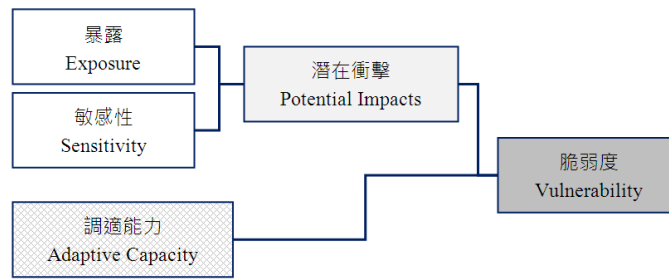 暴露
Exposure
敏感性
Sensitivity
潛在衝擊
Potential Impacts
調適能力
Adaptive Capacity
脆弱度
Vulnerability